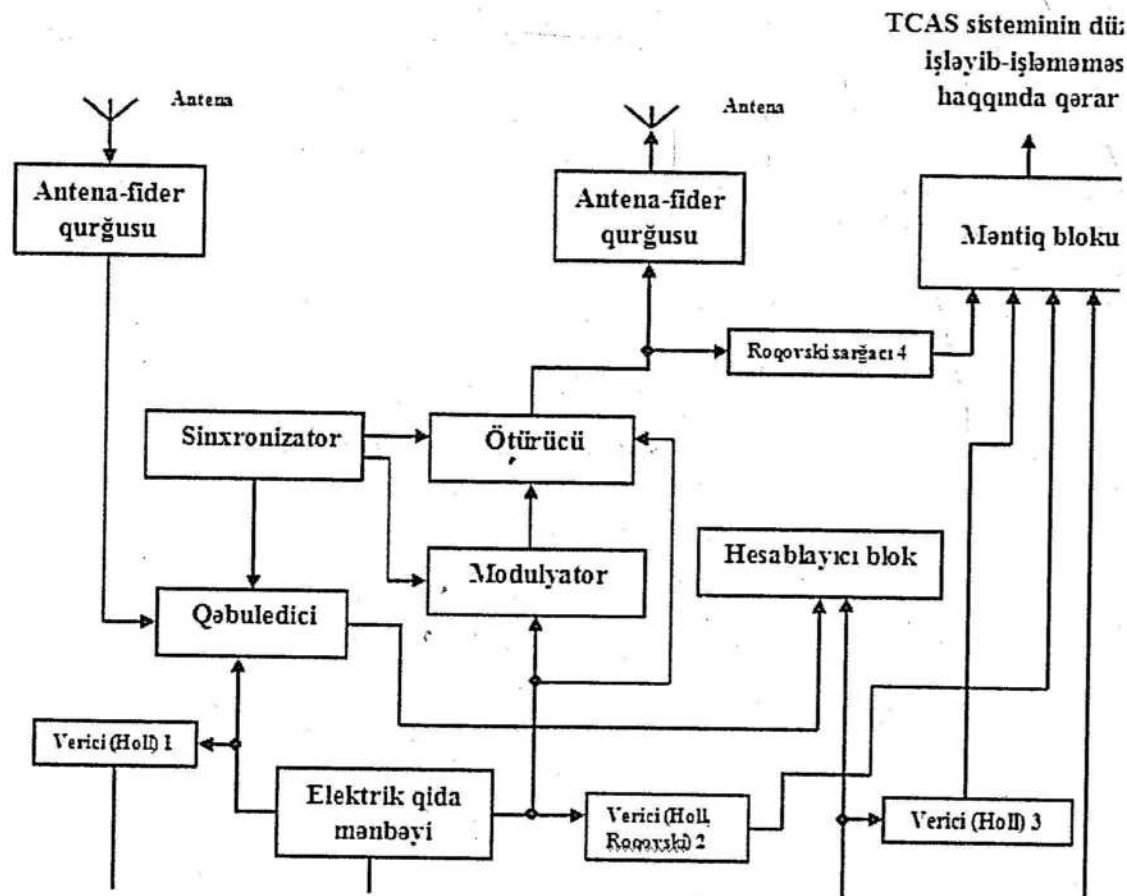 TCAS sisteminin düz
işləyib-işləməməs
haqqında qərar
Antena
Antena
Antena-fider
qurğusu
Antena-fider
qurğusu
Məntiq bloku
Roqovski sarğacı 4
Sinxronizator
Ötürücü
Hesablayıcı blok
Modulyator
Qəbuledici
Verici (Holl) 1
Elektrik qida
mənbəyi
Verici (Holl,
Roqovski) 2
Verici (Holl) 3